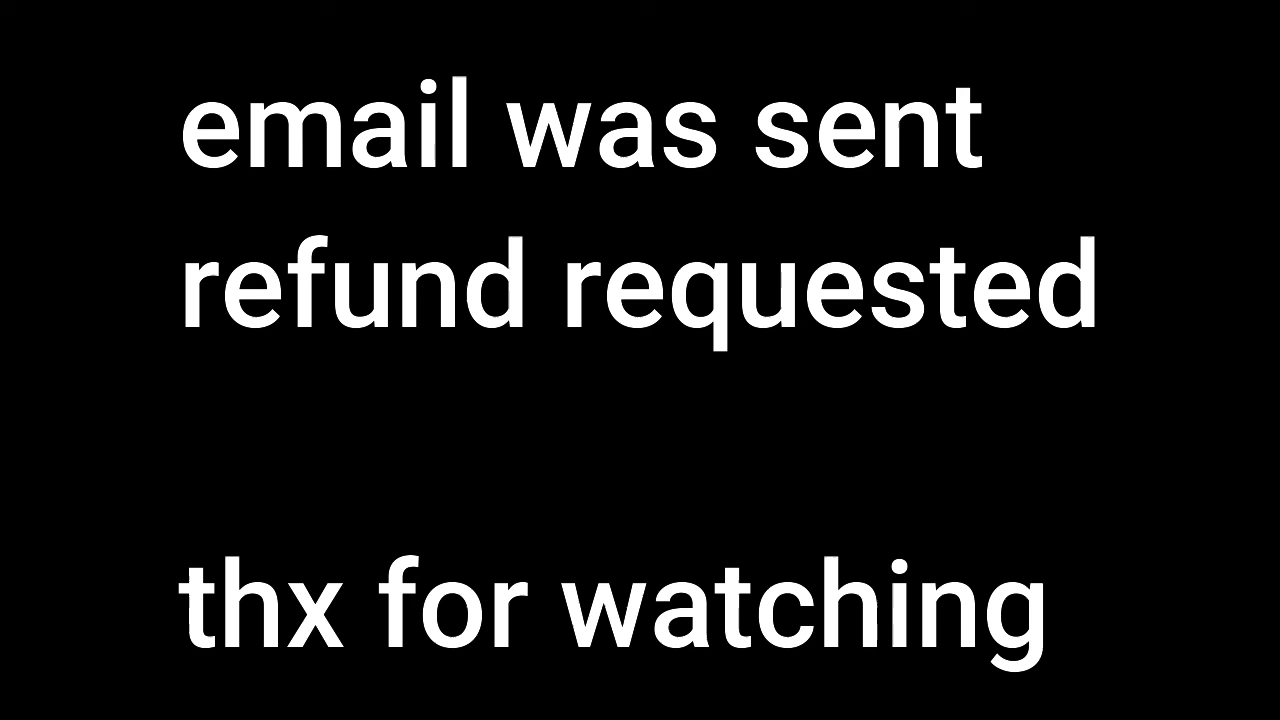 email was sent
refund requested
thx for watching